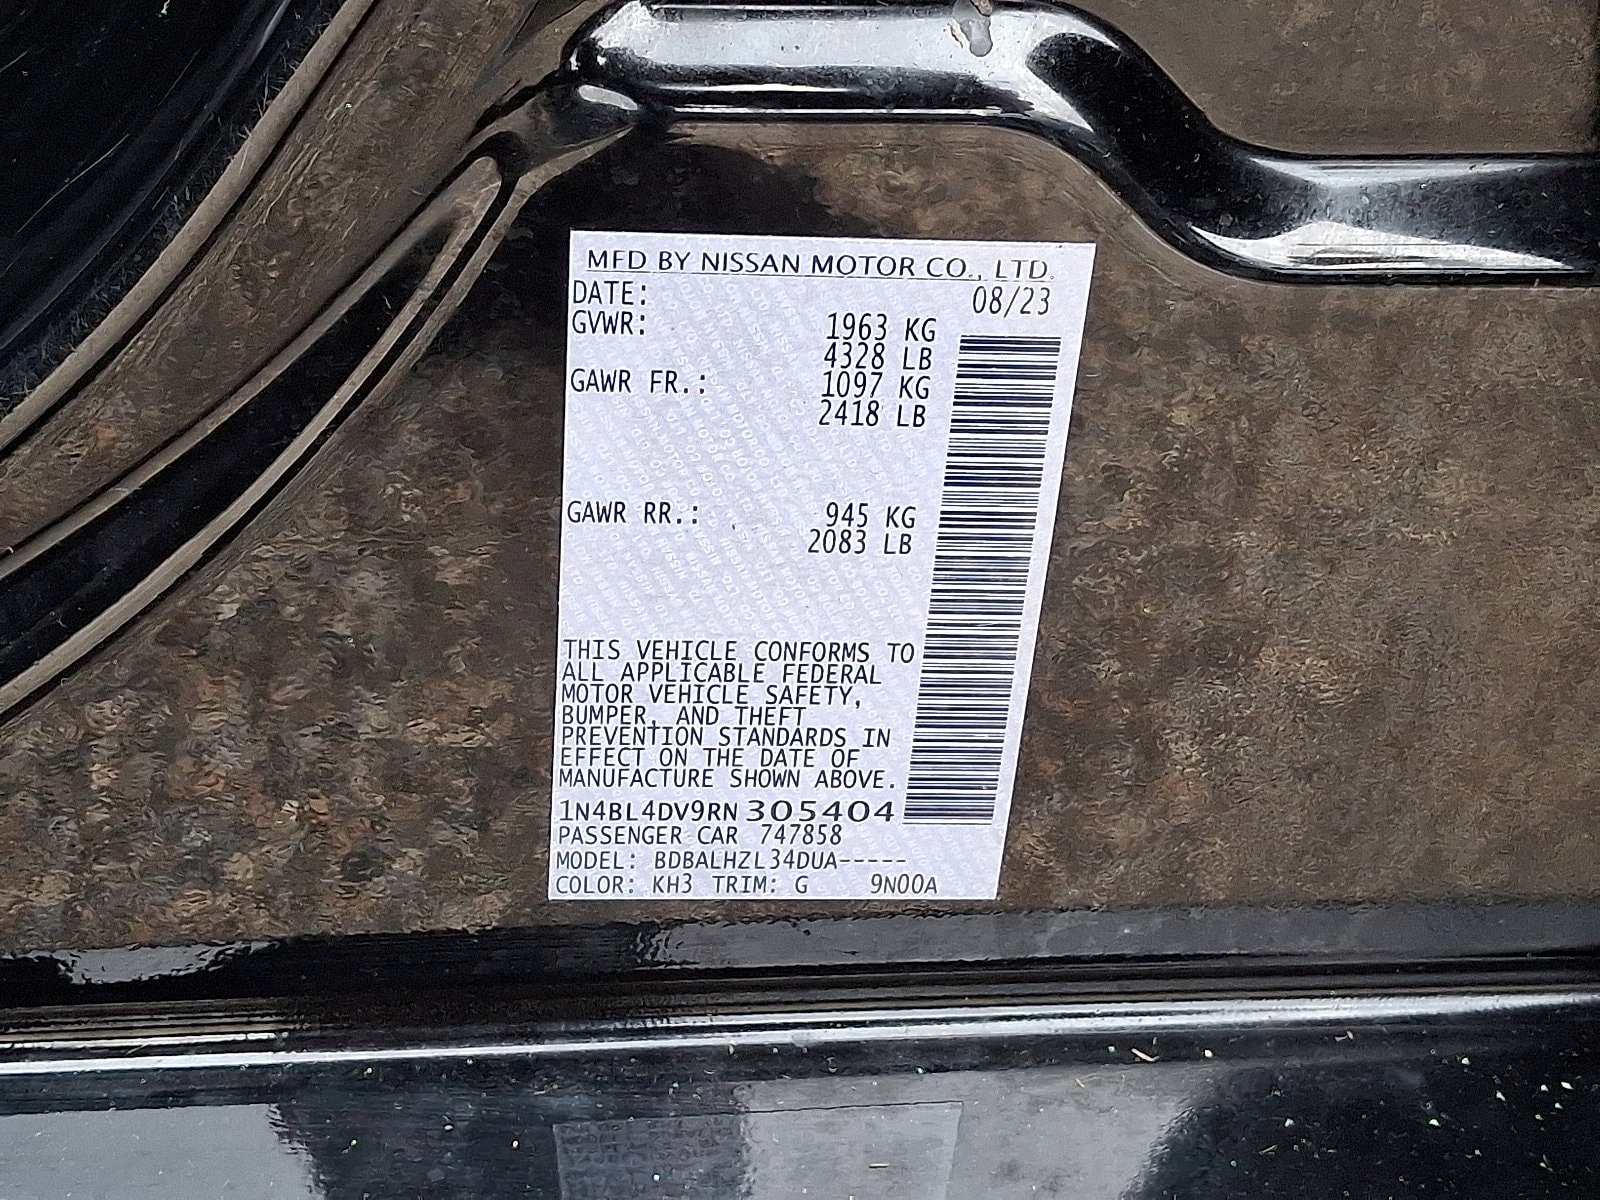 MFD BY NISSAN MOTOR CO., LTD.
DATE: 08/23
GVWR: 1963 KG
4328 LB
GAWR FR.: 1097 KG
2418 LB
GAWR RR.: 945 KG
2083 LB
THIS VEHICLE CONFORMS TO
ALL APPLICABLE FEDERAL
MOTOR VEHICLE SAFETY,
BUMPER, AND THEFT
PREVENTION STANDARDS IN
EFFECT ON THE DATE OF
MANUFACTURE SHOWN ABOVE.
1N4BL4DV9RN 305404
PASSENGER CAR 747858
MODEL: BDBALHZL34DUA-----
COLOR: KH3 TRIM: G 9N00A